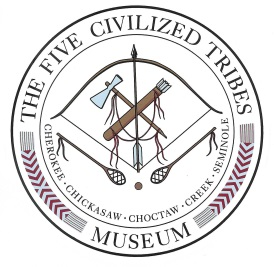 THE FIVE CIVILIZED TRIBES
CHEROKEE · CHICKASAW · CHOCTAW · CREEK · SEMINOLE
MUSEUM